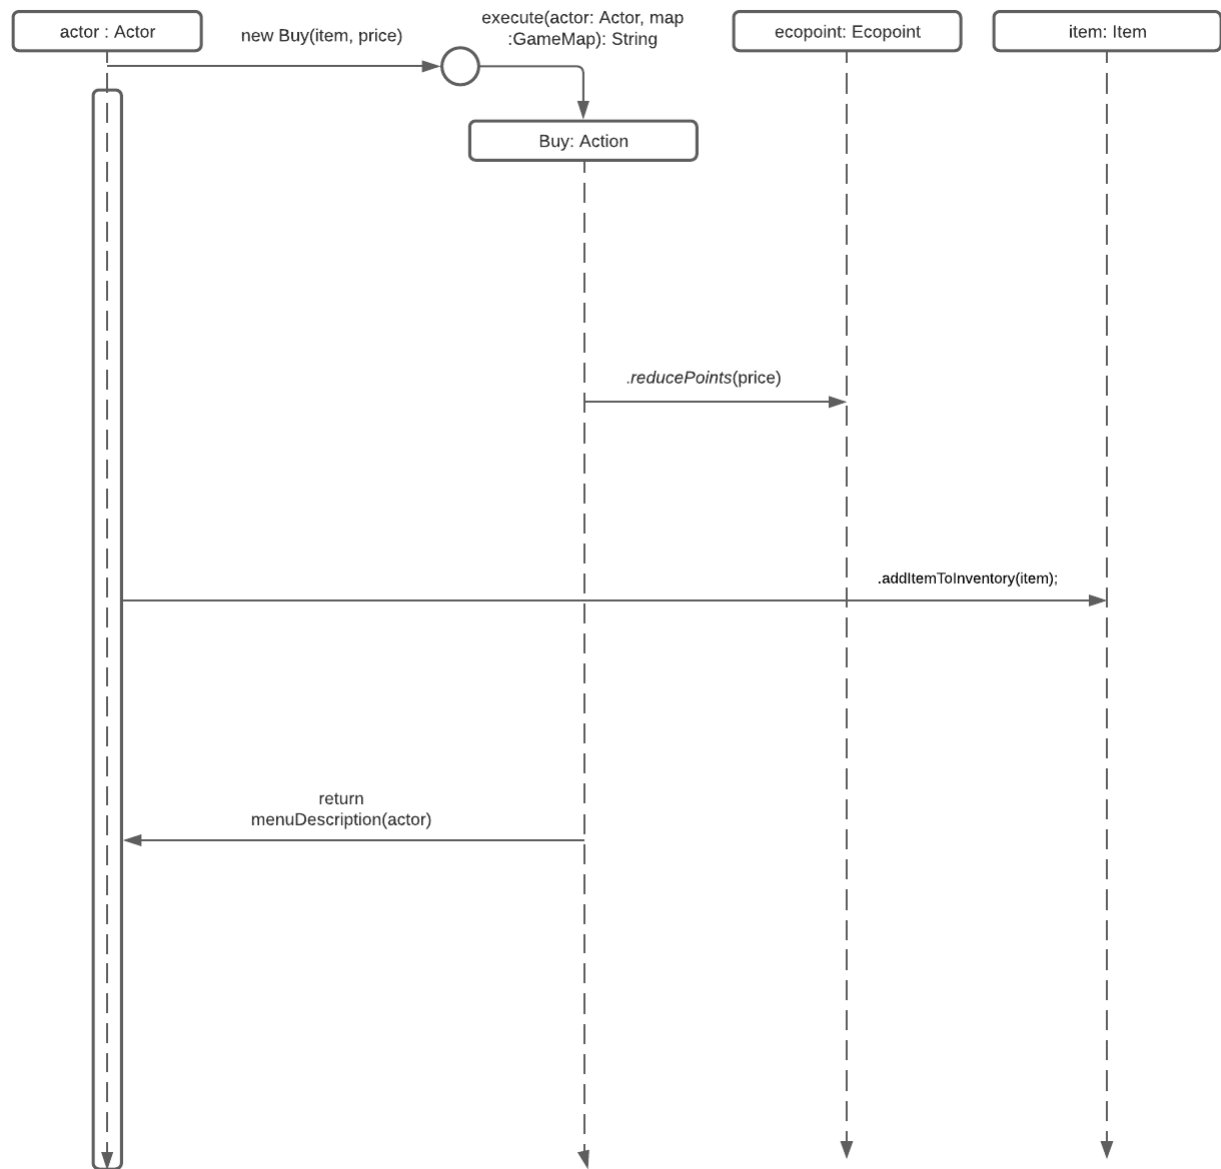 actor : Actor
new Buy(item, price)
execute(actor: Actor, map
:GameMap): String
ecopoint: Ecopoint
item: Item
Buy: Action
.reducePoints(price)
.addItemToInventory(item);
return
menuDescription(actor)